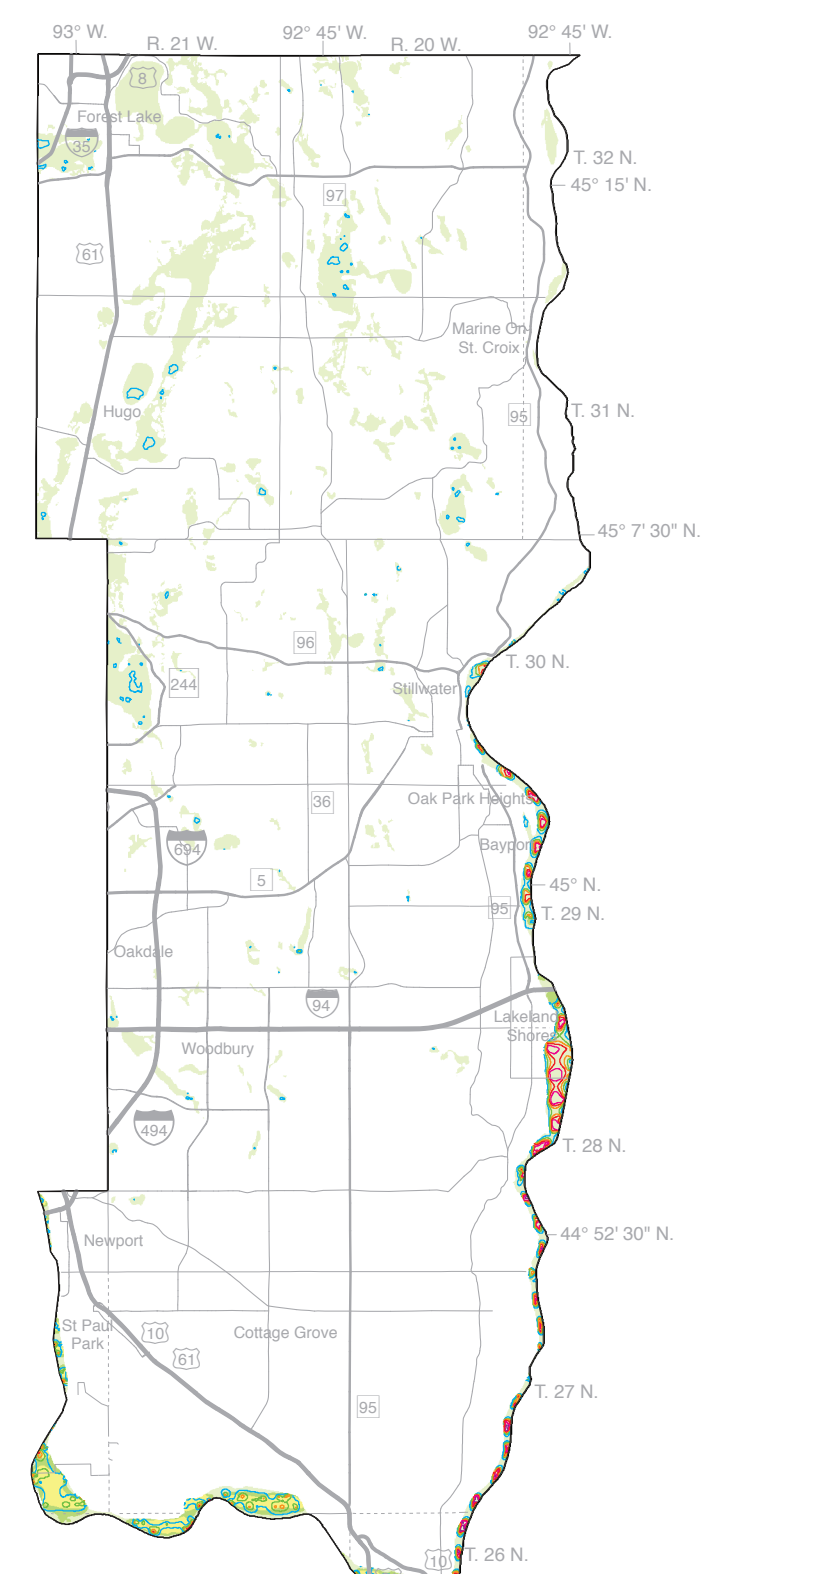 93° W.
R. 21 W.
92° 45' W.
R. 20 W.
92° 45' W.
8
Forest Lake
35
T. 32 N.
45° 15' N.
97
61
Marine On
St. Croix
Hugo
95
T. 31 N.
45° 7' 30" N.
96
T. 30 N.
244
Stillwater
36
Oak Park Heights
694
Baypor
5
45° N.
95
T. 29 N.
Oakdale
94
Lakeland
Shores
Woodbury
494
T. 28 N.
44° 52' 30" N.
Newport
St Paul
Park
10
Cottage Grove
61
T. 27 N.
95
10
T. 26 N.